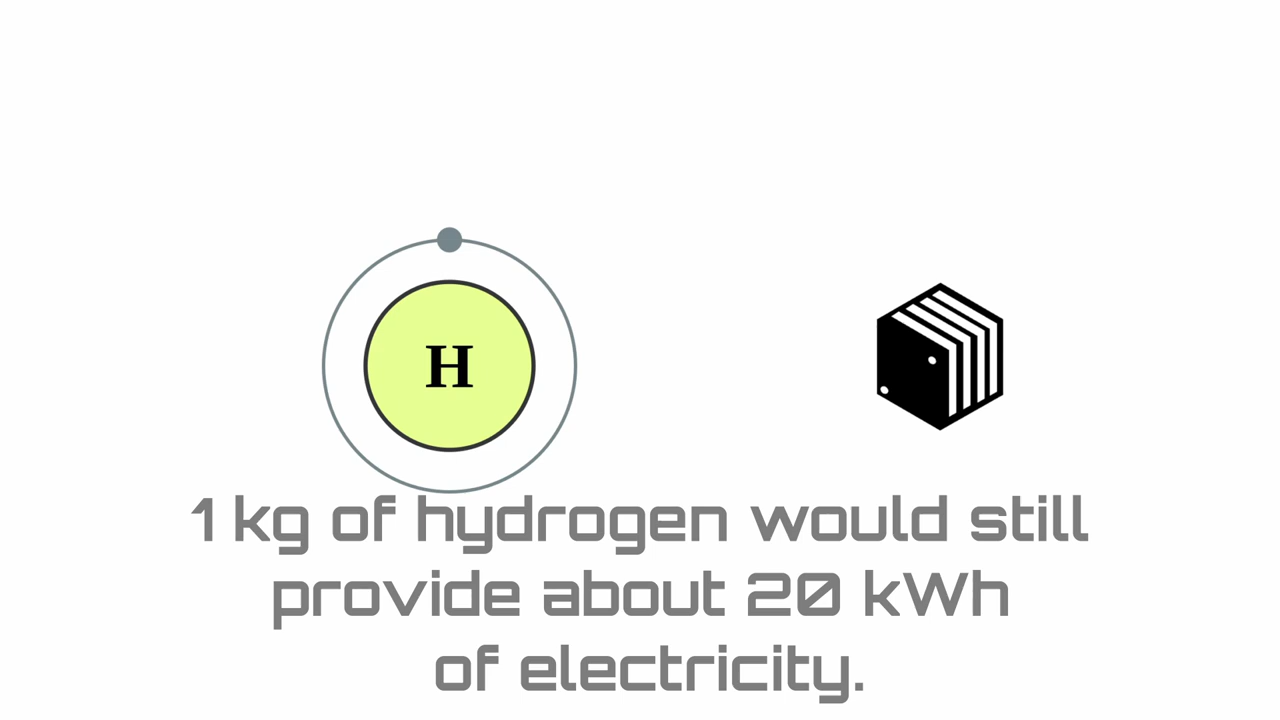 H
1 kg of hydrogen would still
provide about 20 kWh
of electricity.